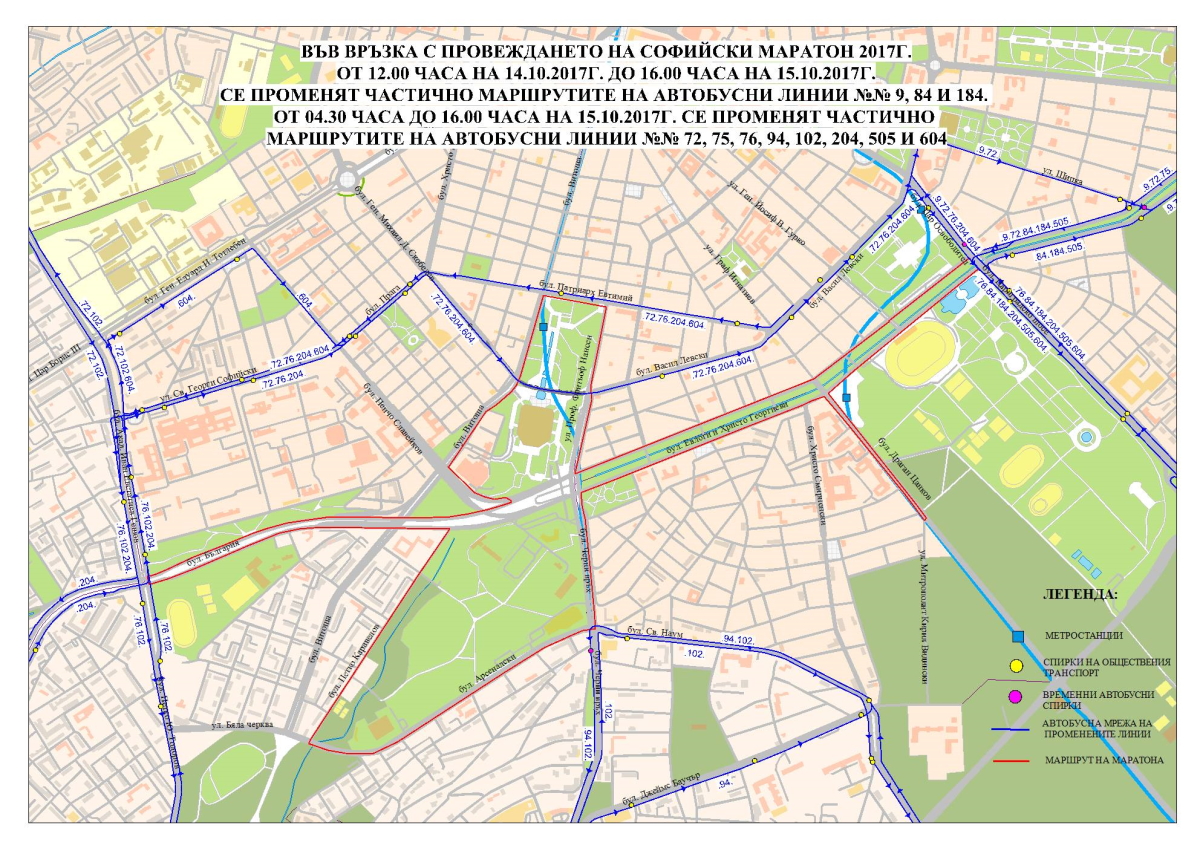 ВЪВ ВРЪЗКА С ПРОВЕЖДАНЕТО НА СОФИЙСКИ МАРАТОН 2017Г.
ОТ 12.00 ЧАСА НА 14.10.2017Г. ДО 16.00 ЧАСА НА 15.10.2017Г.
СЕ ПРОМЕНЯТ ЧАСТИЧНО МАРШРУТИТЕ НА АВТОБУСНИ ЛИНИИ №№ 9, 84 И 184.
ОТ 04.30 ЧАСА ДО 16.00 ЧАСА НА 15.10.2017Г. СЕ ПРОМЕНЯТ ЧАСТИЧНО
МАРШРУТИТЕ НА АВТОБУСНИ ЛИНИИ №№ 72, 75, 76, 94, 102, 204, 505 И 604
бул. Христо
бул. Витоша
.9.72.
ул. Шипка
.9.72.75.
ул. Ген. Йосиф В. Гурко
.9.72.76.204.604.
.9.72.84.184.505.
.84.184.505.
.72.76.204.604.
бул. Ген. Михаил Д. Скобелев
бул. Ген. Едуард И. Тотлебен
.604.
.604.
бул. Прага
бул. Патриарх Евтимий
ул. Граф Игнатиев
бул. Васил Левски
.76.84.184.204.505.604.
.76.84.184.204.505.604.
.72.102.
.72.76.204.604.
.72.76.204.604.
.72.102.604.
.72.102.
ул. Цар Борис III
.72.76.204.604.
.72.76.204.
ул. Св. Георги Софийски
бул. Васил Левски
.72.76.204.604.
ул. Проф. Фритьоф Нансен
бул. Пенчо Славейков
бул. Витоша
бул. Евлоги и Христо Георгиеви
бул. Христо Смирненски
бул. Драган Цанков
.76.102.204.
.76.102.204.
бул. България
бул. Черни връх
.204.
.204.
.76.102.
.76.102.
бул. Витоша
бул. Петър Каравелов
бул. Арсеналски
бул. Св. Наум
.94.102.
.102.
ул. Митрополит Кирил Видински
ул. Бяла черква
бул. Черни връх
.102.
.94.102.
бул. Джеймс Баучър
.94.
ЛЕГЕНДА:
МЕТРОСТАНЦИИ
СПИРКИ НА ОБЩЕСТВЕНИЯ
ТРАНСПОРТ
ВРЕМЕННИ АВТОБУСНИ
СПИРКИ
АВТОБУСНА МРЕЖА НА
ПРОМЕНЕНИТЕ ЛИНИИ
МАРШРУТ НА МАРАТОНА